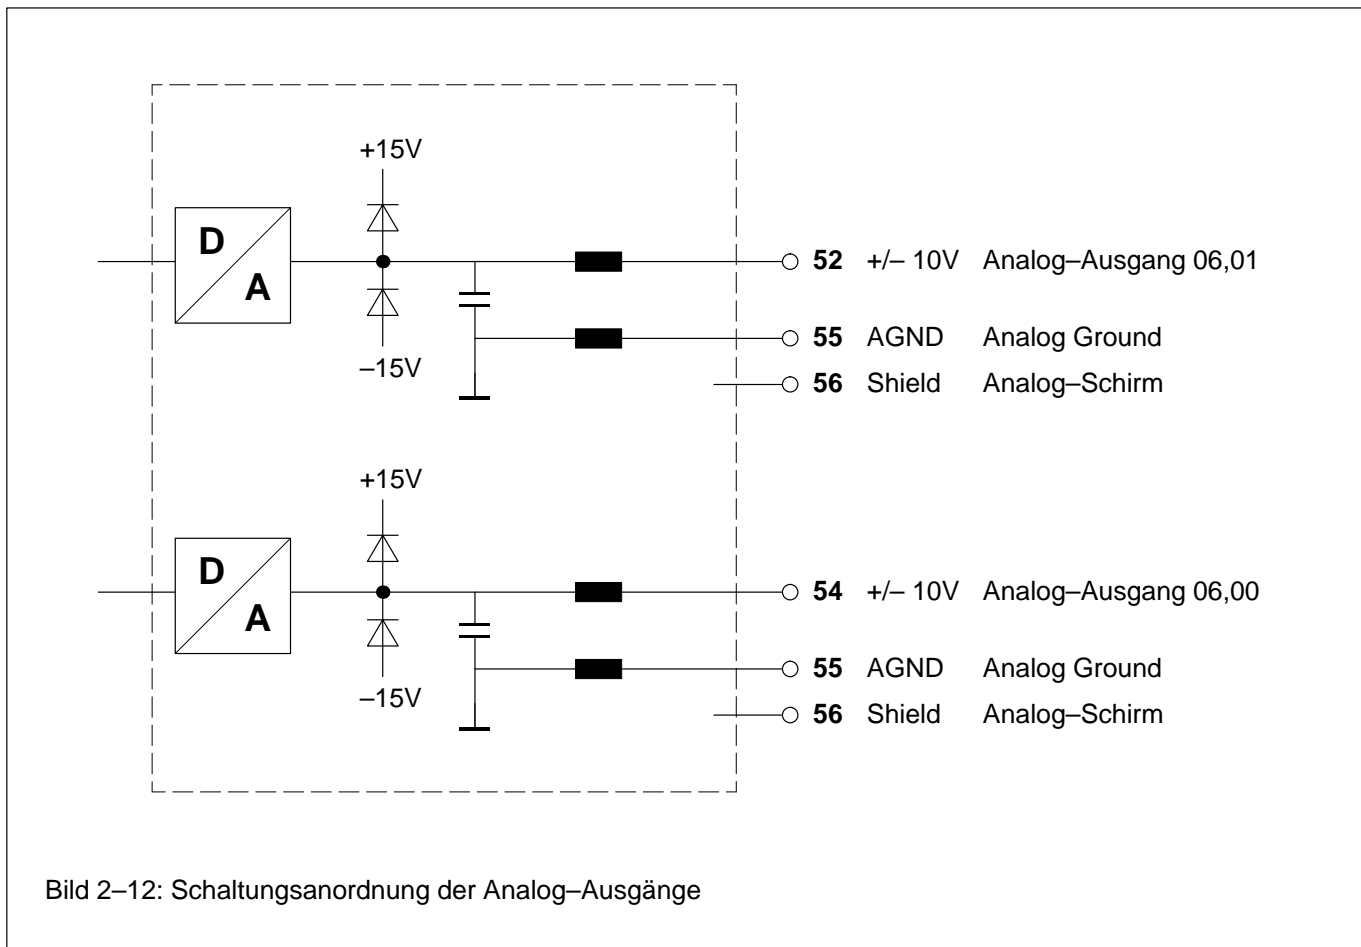 +15V
D
A
–15V
52 +/– 10V Analog–Ausgang 06,01
55 AGND Analog Ground
56 Shield Analog–Schirm
+15V
D
A
–15V
54 +/– 10V Analog–Ausgang 06,00
55 AGND Analog Ground
56 Shield Analog–Schirm
Bild 2–12: Schaltungsanordnung der Analog–Ausgänge